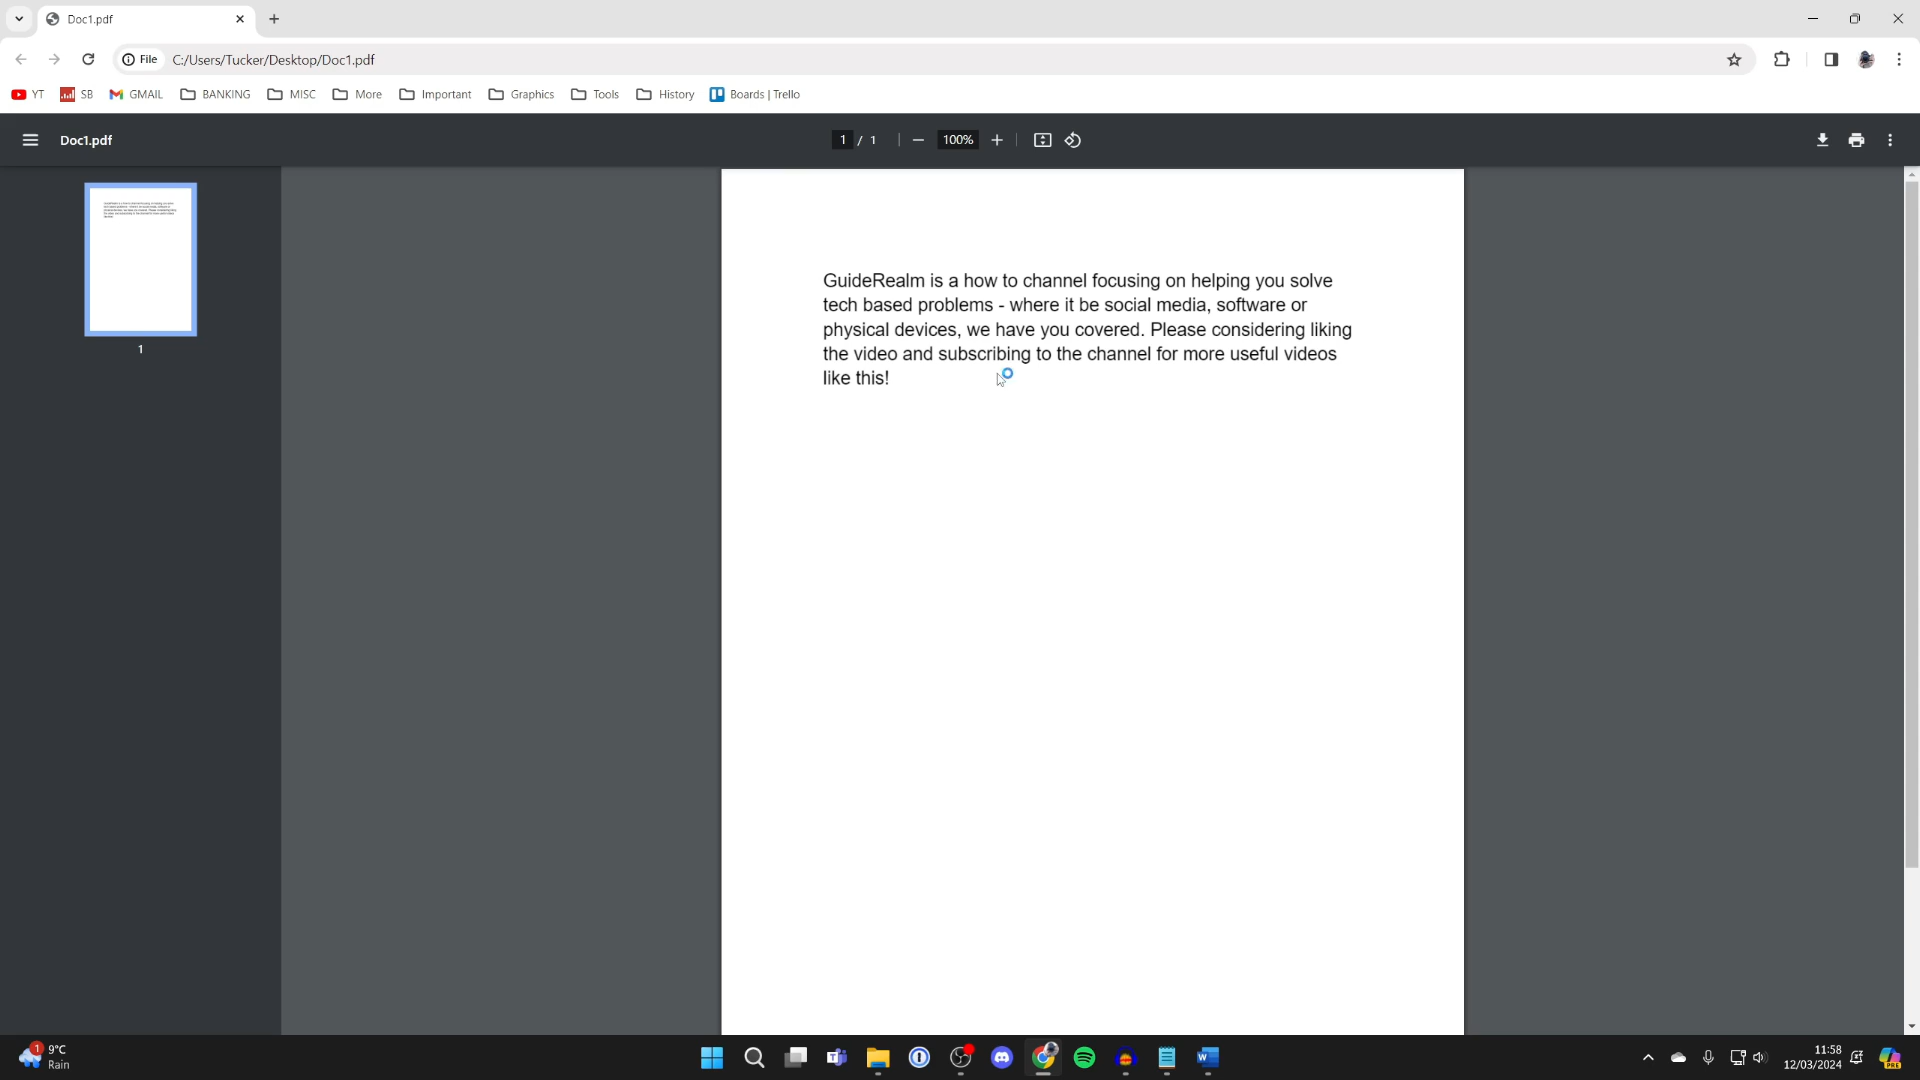 Doc1.pdf
File C:/Users/Tucker/Desktop/Doc1.pdf
YT SB GMAIL BANKING MISC More Important Graphics Tools History Boards | Trello
Doc1.pdf 1 / 1 100%
GuideRealm is a how to channel focusing on helping you solve
tech based problems - where it be social media, software or
physical devices, we have you covered. Please considering liking
the video and subscribing to the channel for more useful videos
like this!
1
1 9°C
Rain
11:58
12/03/2024
PRE